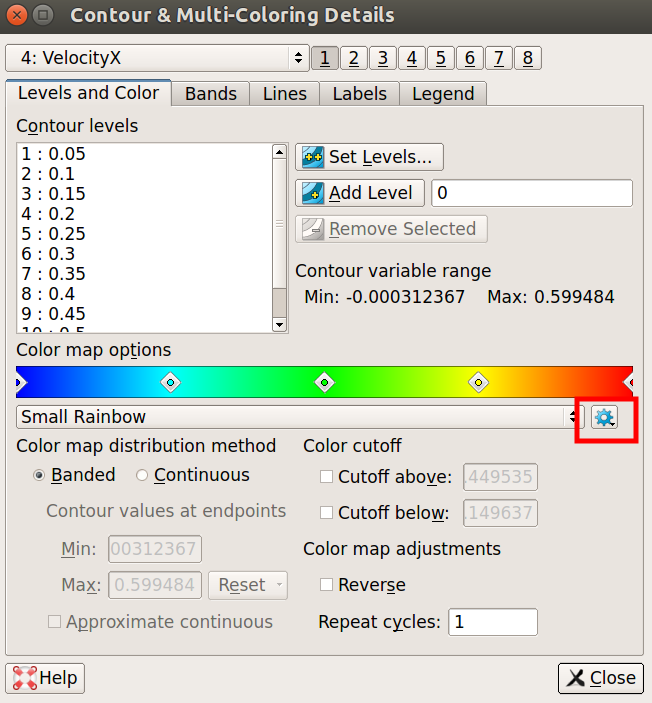 Contour & Multi-Coloring Details
4: VelocityX 1 2 3 4 5 6 7 8
Levels and Color Bands Lines Labels Legend
Contour levels
1 : 0.05
2 : 0.1
3 : 0.15
4 : 0.2
5 : 0.25
6 : 0.3
7 : 0.35
8 : 0.4
9 : 0.45
10 : 0.5
Set Levels...
Add Level 0
Remove Selected
Contour variable range
Min: -0.000312367 Max: 0.599484
Color map options
Small Rainbow
Color map distribution method
Banded Continuous
Contour values at endpoints
Min: 00312367
Max: 0.599484 Reset
Approximate continuous
Color cutoff
Cutoff above: .449535
Cutoff below: .149637
Color map adjustments
Reverse
Repeat cycles: 1
Help Close